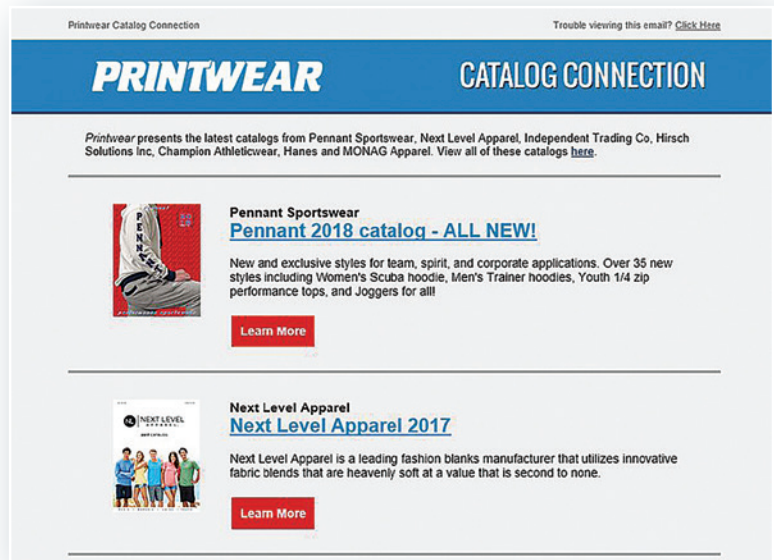 Printwear Catalog Connection
Trouble viewing this email? Click Here
PRINTWEAR
CATALOG CONNECTION
Printwear presents the latest catalogs from Pennant Sportswear, Next Level Apparel, Independent Trading Co, Hirsch
Solutions Inc, Champion Athleticwear, Hanes and MONAG Apparel. View all of these catalogs here.
PENNANT
Pennant Sportswear
Pennant 2018 catalog - ALL NEW!
New and exclusive styles for team, spirit, and corporate applications. Over 35 new
styles including Women's Scuba hoodie, Men's Trainer hoodies, Youth 1/4 zip
performance tops, and Joggers for all!
Learn More
NL NEXT LEVEL
APPAREL
Next Level Apparel
Next Level Apparel 2017
Next Level Apparel is a leading fashion blanks manufacturer that utilizes innovative
fabric blends that are heavenly soft at a value that is second to none.
Learn More